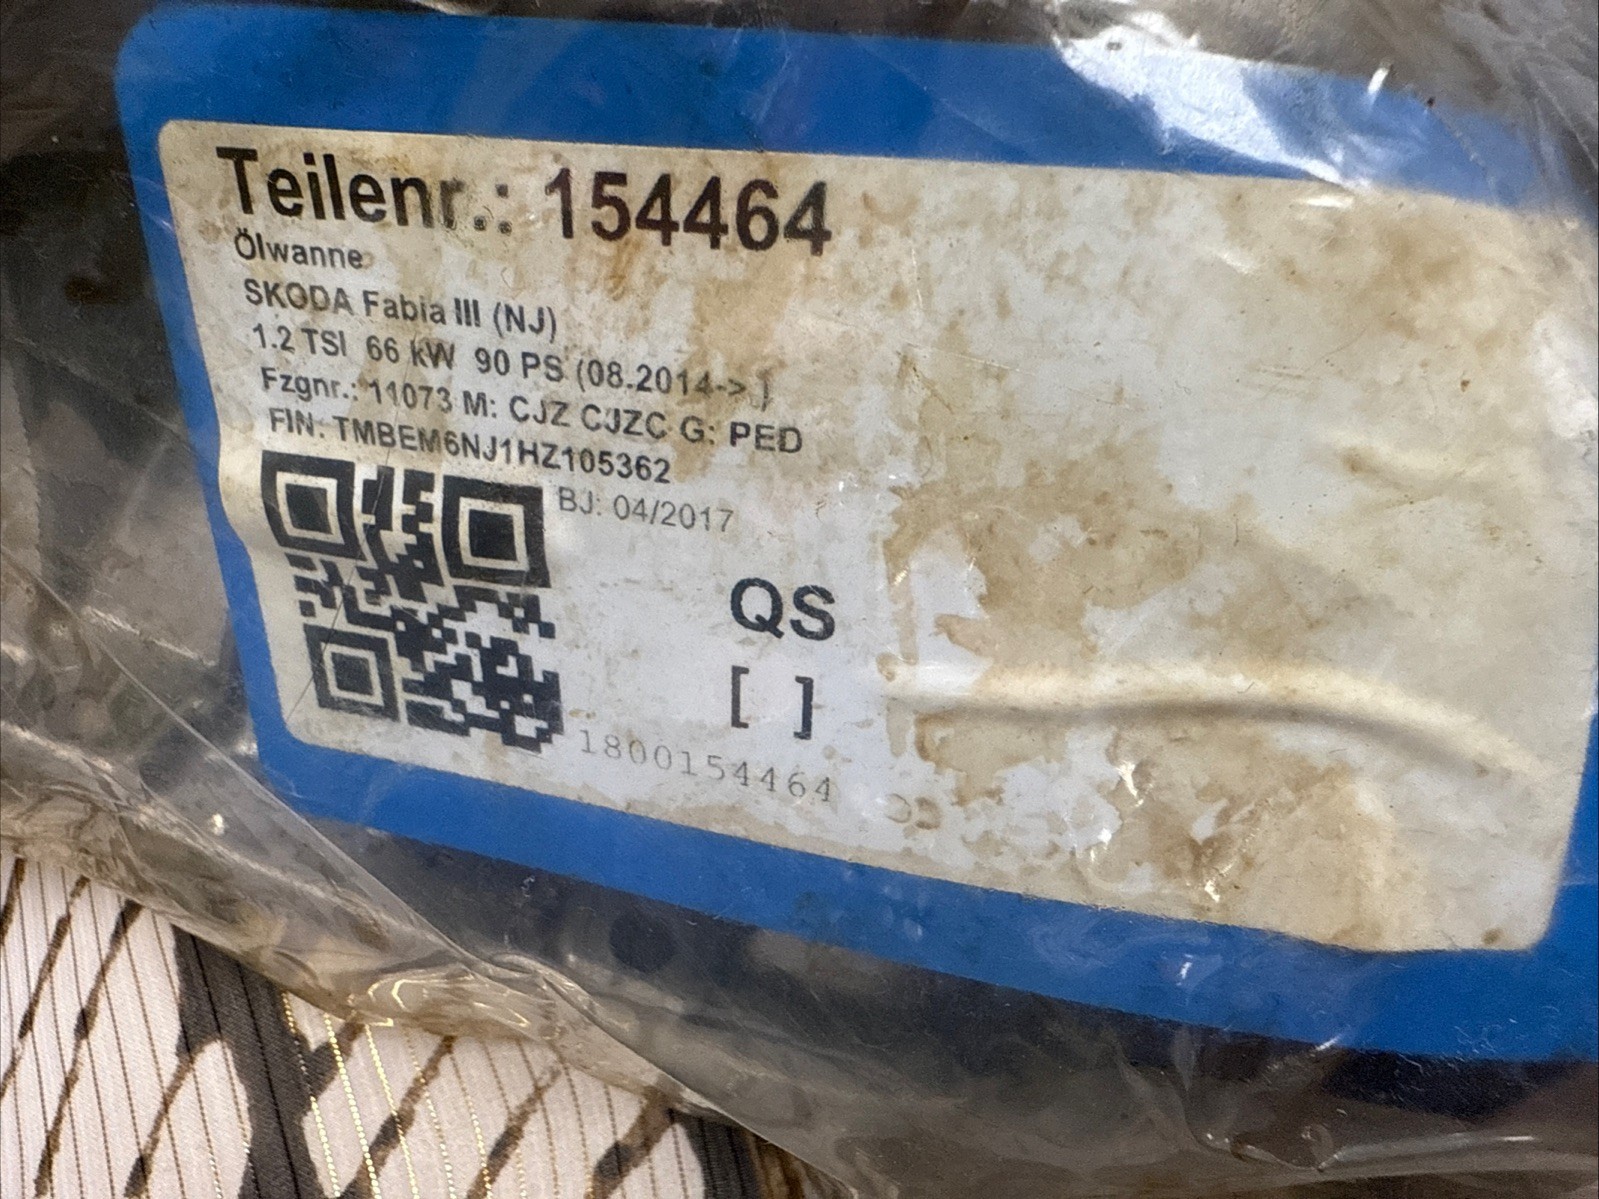 Teilenr.: 154464
Ölwanne
SKODA Fabia III (NJ)
1.2 TSI 66 kW 90 PS (08.2014-> )
Fzgnr.: 11073 M: CJZ CJZC G: PED
FIN: TMBEM6NJ1HZ105362
BJ: 04/2017
QS
[ ]
1800154464